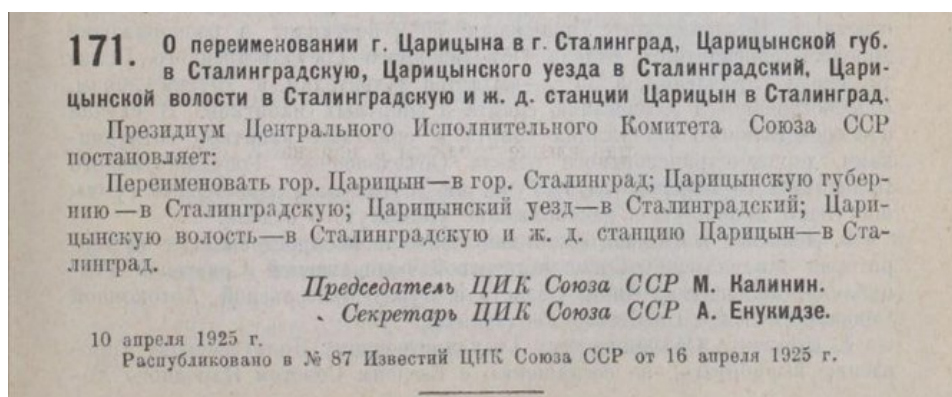 171. О переименовании г. Царицына в г. Сталинград, Царицынской губ.
в Сталинградскую, Царицынского уезда в Сталинградский, Цари-
цынской волости в Сталинградскую и ж. д. станции Царицын в Сталинград.
Президиум Центрального Исполнительного Комитета Союза ССР
постановляет:
Переименовать гор. Царицын—в гор. Сталинград; Царицынскую губер-
нию—в Сталинградскую; Царицынский уезд—в Сталинградский; Цари-
цынскую волость—в Сталинградскую и ж. д. станцию Царицын—в Ста-
линград.
Председатель ЦИК Союза ССР М. Калинин.
Секретарь ЦИК Союза ССР А. Енукидзе.
10 апреля 1925 г.
Распубликовано в № 87 Известий ЦИК Союза ССР от 16 апреля 1925 г.